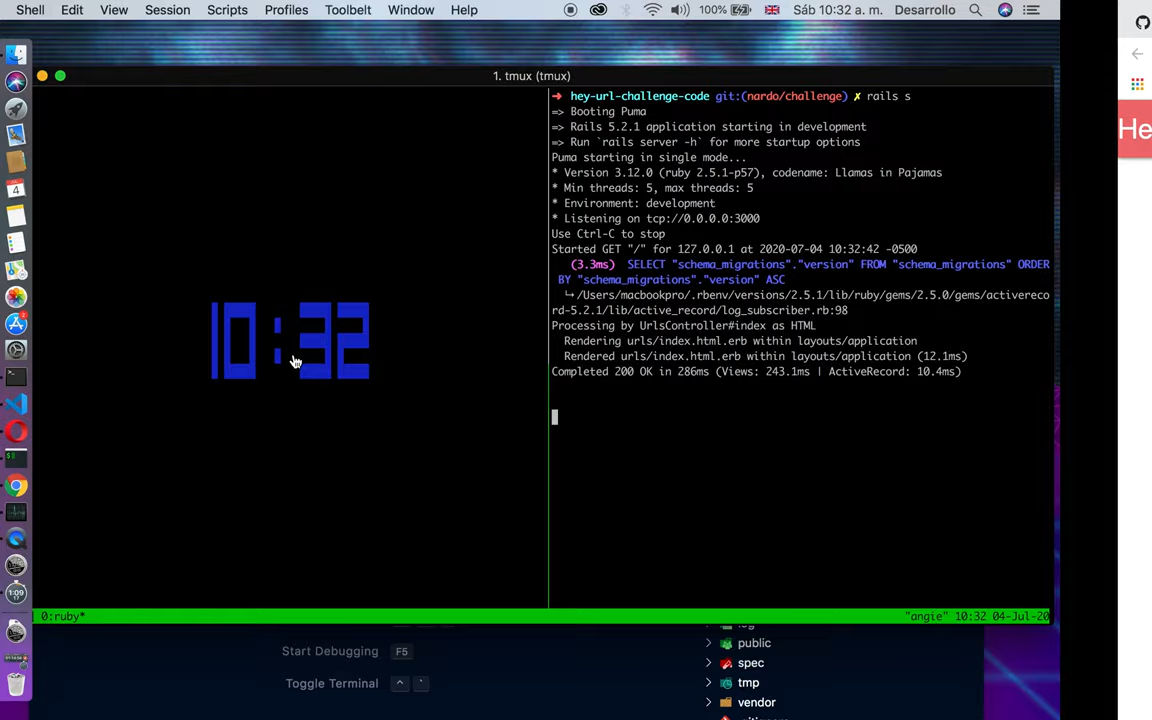 Shell Edit View Session Scripts Profiles Toolbelt Window Help 100% Sáb 10:32 a. m. Desarrollo
1. tmux (tmux)
4
2
1:09
He
10:32
➜ hey-url-challenge-code git:(nardo/challenge) ✗ rails s
=> Booting Puma
=> Rails 5.2.1 application starting in development
=> Run `rails server -h` for more startup options
Puma starting in single mode...
* Version 3.12.0 (ruby 2.5.1-p57), codename: Llamas in Pajamas
* Min threads: 5, max threads: 5
* Environment: development
* Listening on tcp://0.0.0.0:3000
Use Ctrl-C to stop
Started GET "/" for 127.0.0.1 at 2020-07-04 10:32:42 -0500
(3.3ms) SELECT "schema_migrations"."version" FROM "schema_migrations" ORDER
BY "schema_migrations"."version" ASC
↳ /Users/macbookpro/.rbenv/versions/2.5.1/lib/ruby/gems/2.5.0/gems/activereco
rd-5.2.1/lib/active_record/log_subscriber.rb:98
Processing by UrlsController#index as HTML
Rendering urls/index.html.erb within layouts/application
Rendered urls/index.html.erb within layouts/application (12.1ms)
Completed 200 OK in 286ms (Views: 243.1ms | ActiveRecord: 10.4ms)
0:ruby* "angie" 10:32 04-Jul-20
Start Debugging F5
Toggle Terminal ^ `
public
spec
tmp
vendor